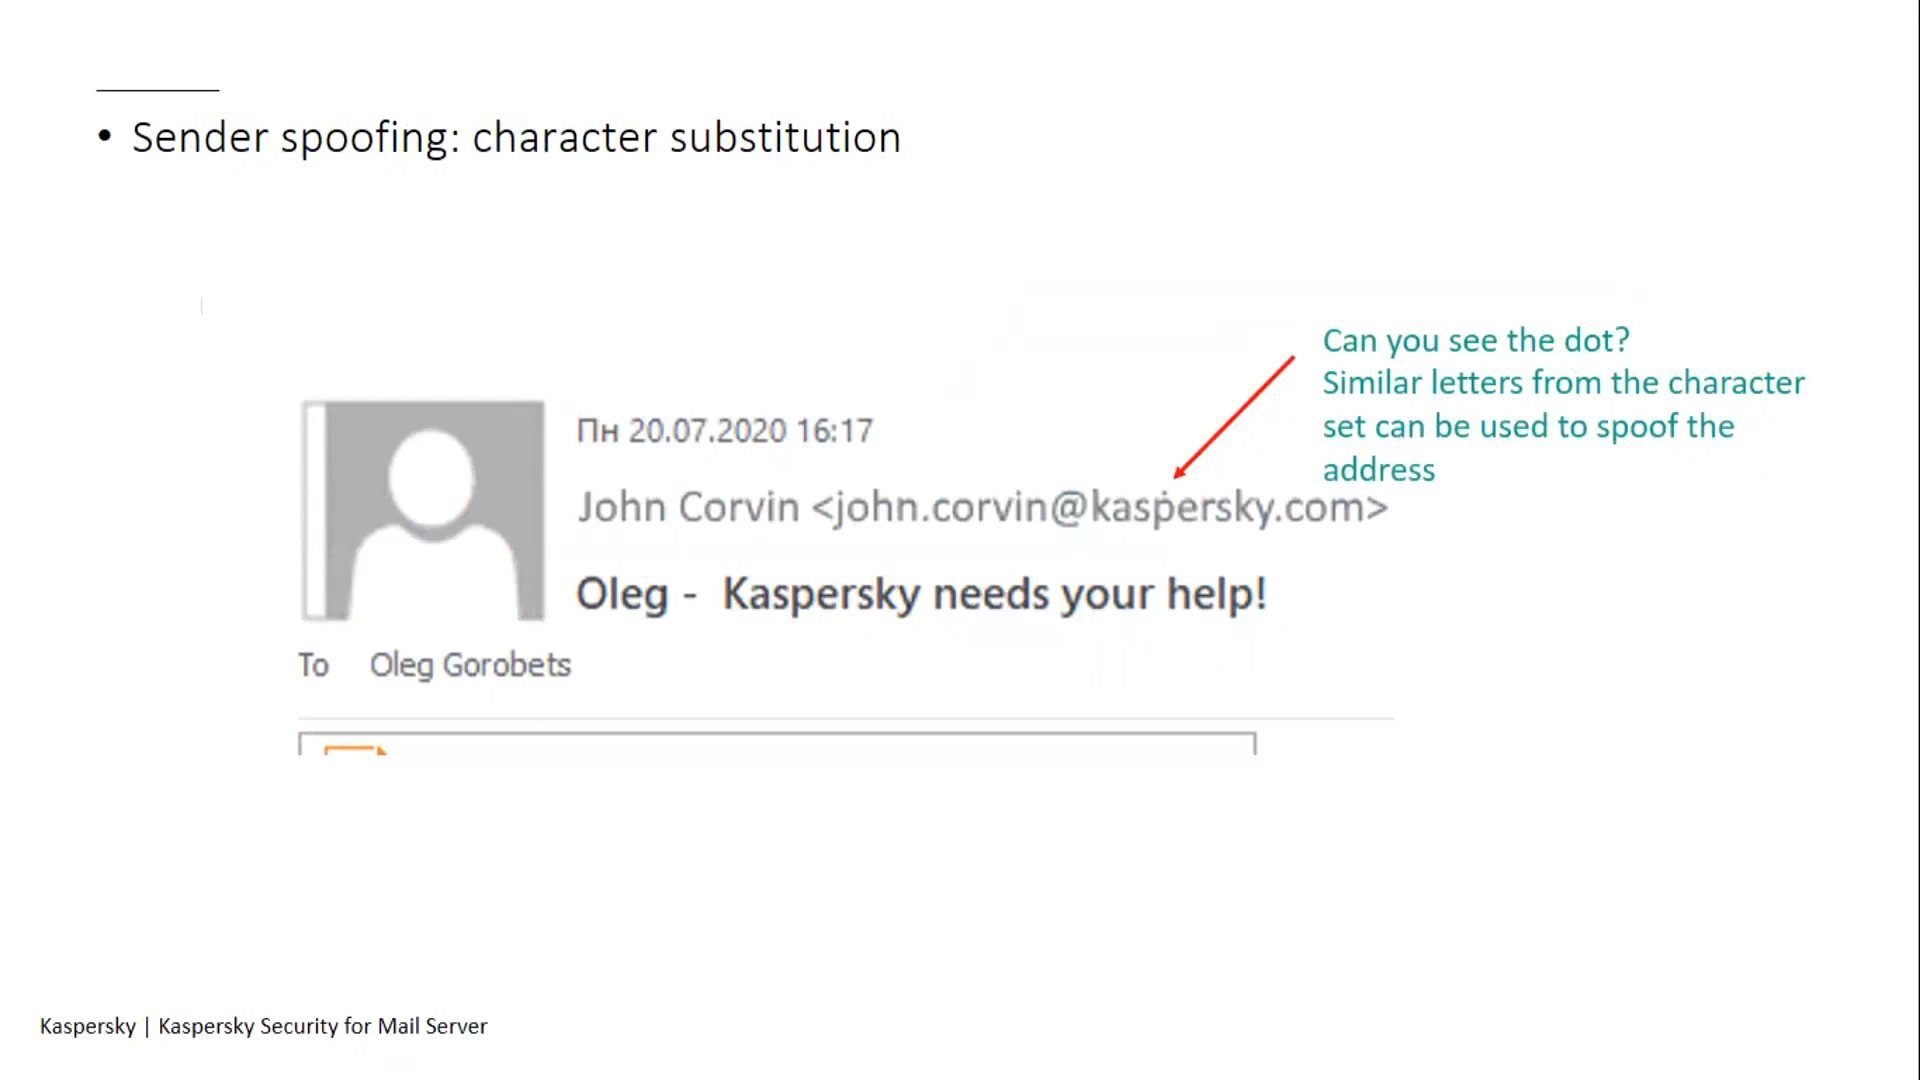 • Sender spoofing: character substitution
Can you see the dot?
Similar letters from the character
set can be used to spoof the
address
Пн 20.07.2020 16:17
John Corvin <john.corvin@kasṗersky.com>
Oleg - Kaspersky needs your help!
To Oleg Gorobets
Kaspersky | Kaspersky Security for Mail Server